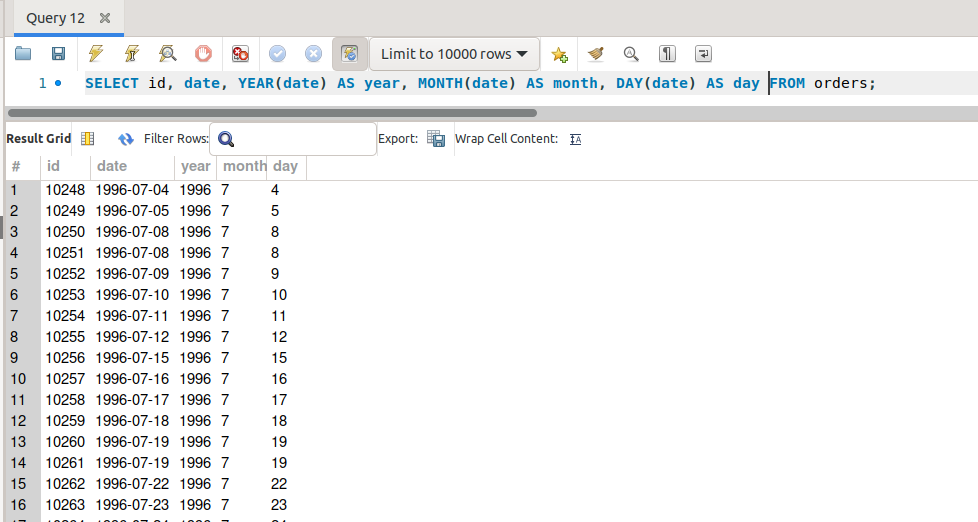 Query 12
Limit to 10000 rows
1 SELECT id, date, YEAR(date) AS year, MONTH(date) AS month, DAY(date) AS day FROM orders;
Result Grid Filter Rows: Export: Wrap Cell Content:
# id date year month day
1 10248 1996-07-04 1996 7 4
2 10249 1996-07-05 1996 7 5
3 10250 1996-07-08 1996 7 8
4 10251 1996-07-08 1996 7 8
5 10252 1996-07-09 1996 7 9
6 10253 1996-07-10 1996 7 10
7 10254 1996-07-11 1996 7 11
8 10255 1996-07-12 1996 7 12
9 10256 1996-07-15 1996 7 15
10 10257 1996-07-16 1996 7 16
11 10258 1996-07-17 1996 7 17
12 10259 1996-07-18 1996 7 18
13 10260 1996-07-19 1996 7 19
14 10261 1996-07-19 1996 7 19
15 10262 1996-07-22 1996 7 22
16 10263 1996-07-23 1996 7 23